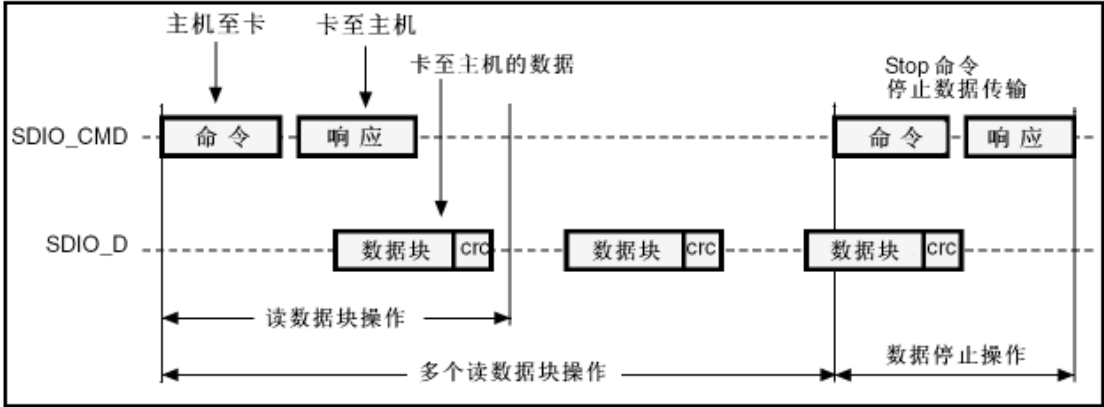 主机至卡
卡至主机
卡至主机的数据
Stop 命令
停止数据传输
SDIO_CMD
命令
响应
命令
响应
SDIO_D
数据块
crc
数据块
crc
数据块
crc
读数据块操作
多个读数据块操作
数据停止操作